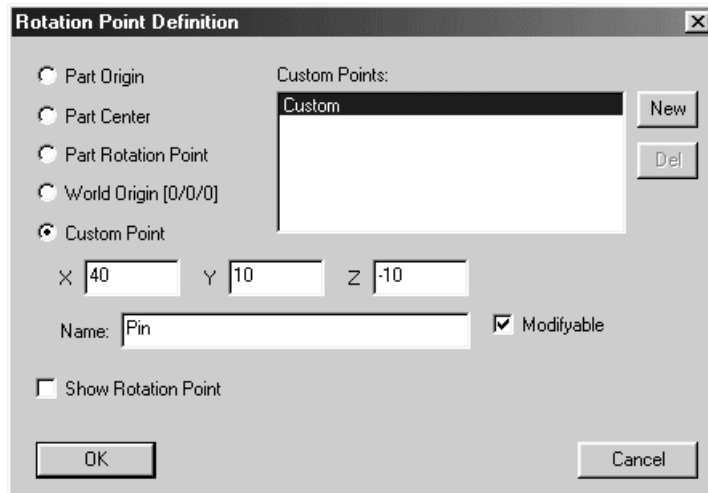 Rotation Point Definition
Part Origin
Part Center
Part Rotation Point
World Origin [0/0/0]
Custom Point
Custom Points:
Custom
New
Del
X 40 Y 10 Z -10
Name: Pin
Modifyable
Show Rotation Point
OK
Cancel